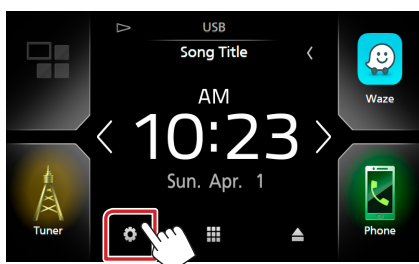 USB
Song Title
AM
10:23
Sun. Apr. 1
Waze
Tuner
Phone